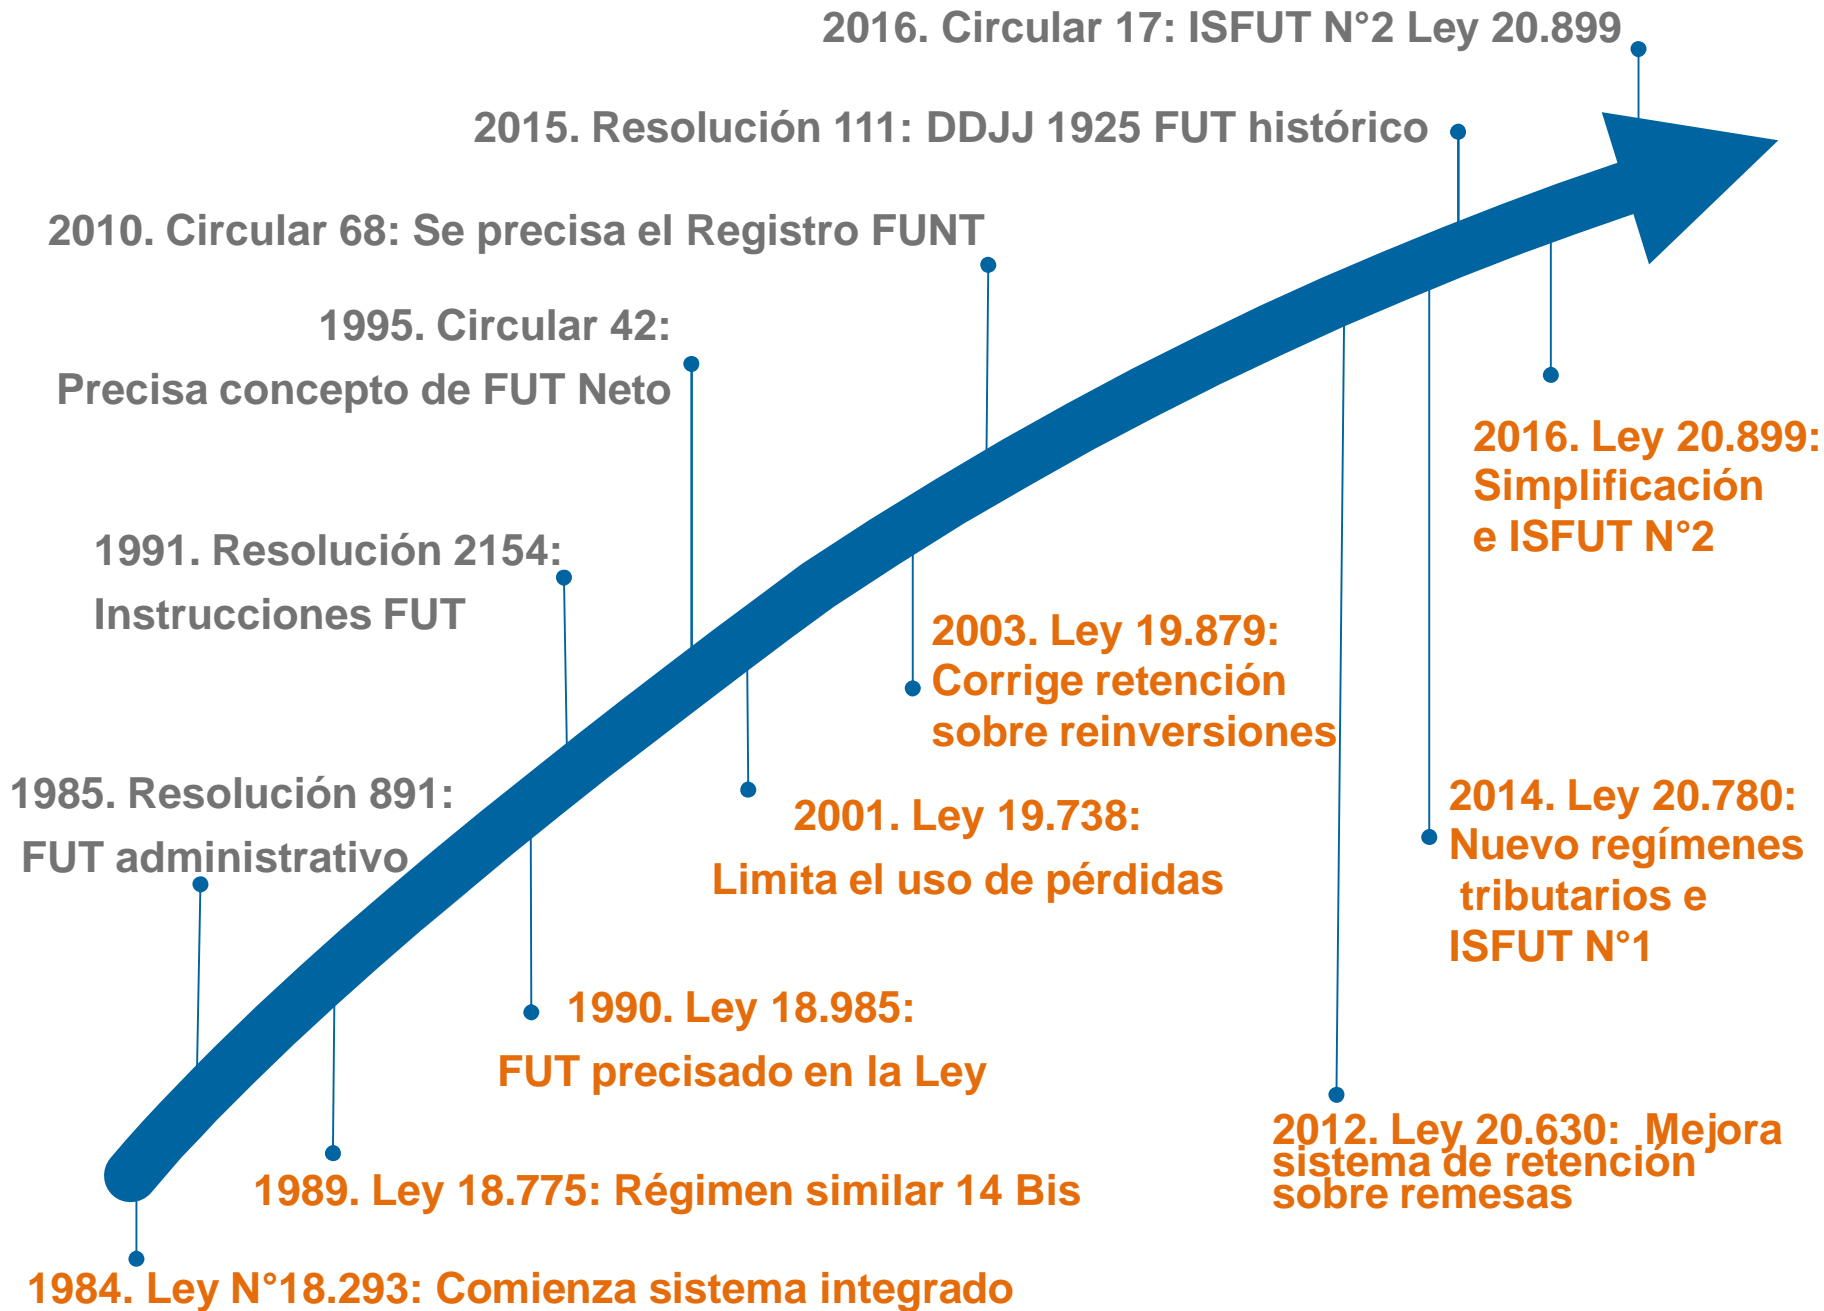 2016. Circular 17: ISFUT N°2 Ley 20.899
2015. Resolución 111: DDJJ 1925 FUT histórico
2010. Circular 68: Se precisa el Registro FUNT
1995. Circular 42:
Precisa concepto de FUT Neto
1991. Resolución 2154:
Instrucciones FUT
1985. Resolución 891:
FUT administrativo
2016. Ley 20.899:
Simplificación
e ISFUT N°2
2003. Ley 19.879:
Corrige retención
sobre reinversiones
2014. Ley 20.780:
Nuevo regímenes
tributarios e
ISFUT N°1
2001. Ley 19.738:
Limita el uso de pérdidas
1990. Ley 18.985:
FUT precisado en la Ley
2012. Ley 20.630: Mejora
sistema de retención
sobre remesas
1989. Ley 18.775: Régimen similar 14 Bis
1984. Ley N°18.293: Comienza sistema integrado